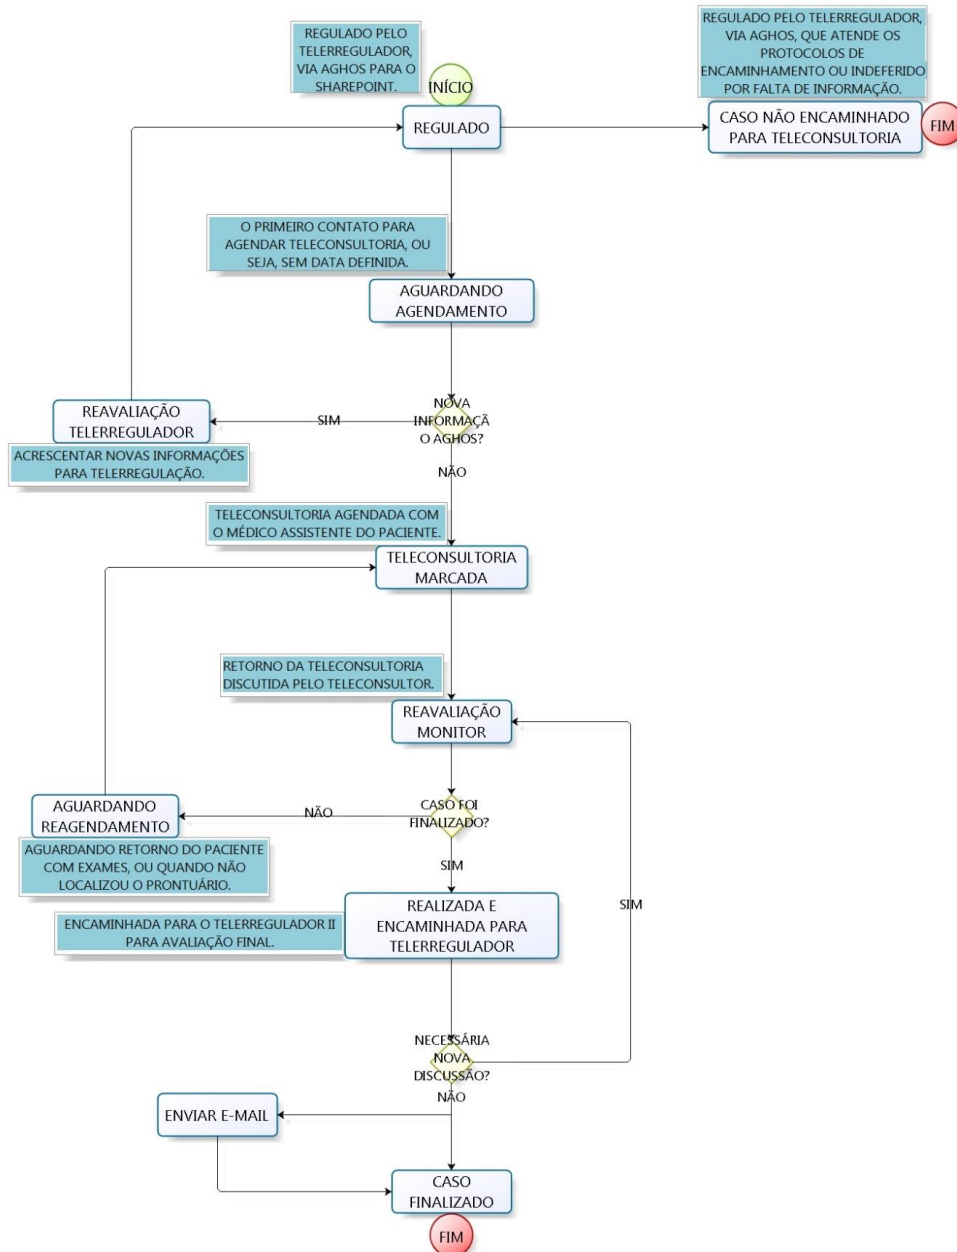 REGULADO PELO
TELERREGULADOR,
VIA AGHOS PARA O
SHAREPOINT.
INÍCIO
REGULADO
REGULADO PELO TELERREGULADOR,
VIA AGHOS, QUE ATENDE OS
PROTOCOLOS DE
ENCAMINHAMENTO OU INDEFERIDO
POR FALTA DE INFORMAÇÃO.
CASO NÃO ENCAMINHADO
PARA TELECONSULTORIA
FIM
O PRIMEIRO CONTATO PARA
AGENDAR TELECONSULTORIA, OU
SEJA, SEM DATA DEFINIDA.
AGUARDANDO
AGENDAMENTO
NOVA
INFORMAÇÃ
O AGHOS?
SIM
REAVALIAÇÃO
TELERREGULADOR
ACRESCENTAR NOVAS INFORMAÇÕES
PARA TELERREGULAÇÃO.
NÃO
TELECONSULTORIA AGENDADA COM
O MÉDICO ASSISTENTE DO PACIENTE.
TELECONSULTORIA
MARCADA
RETORNO DA TELECONSULTORIA
DISCUTIDA PELO TELECONSULTOR.
REAVALIAÇÃO
MONITOR
CASO FOI
FINALIZADO?
NÃO
AGUARDANDO
REAGENDAMENTO
AGUARDANDO RETORNO DO PACIENTE
COM EXAMES, OU QUANDO NÃO
LOCALIZOU O PRONTUÁRIO.
SIM
REALIZADA E
ENCAMINHADA PARA
TELERREGULADOR
ENCAMINHADA PARA O TELERREGULADOR II
PARA AVALIAÇÃO FINAL.
SIM
NECESSÁRIA
NOVA
DISCUSSÃO?
NÃO
ENVIAR E-MAIL
CASO
FINALIZADO
FIM